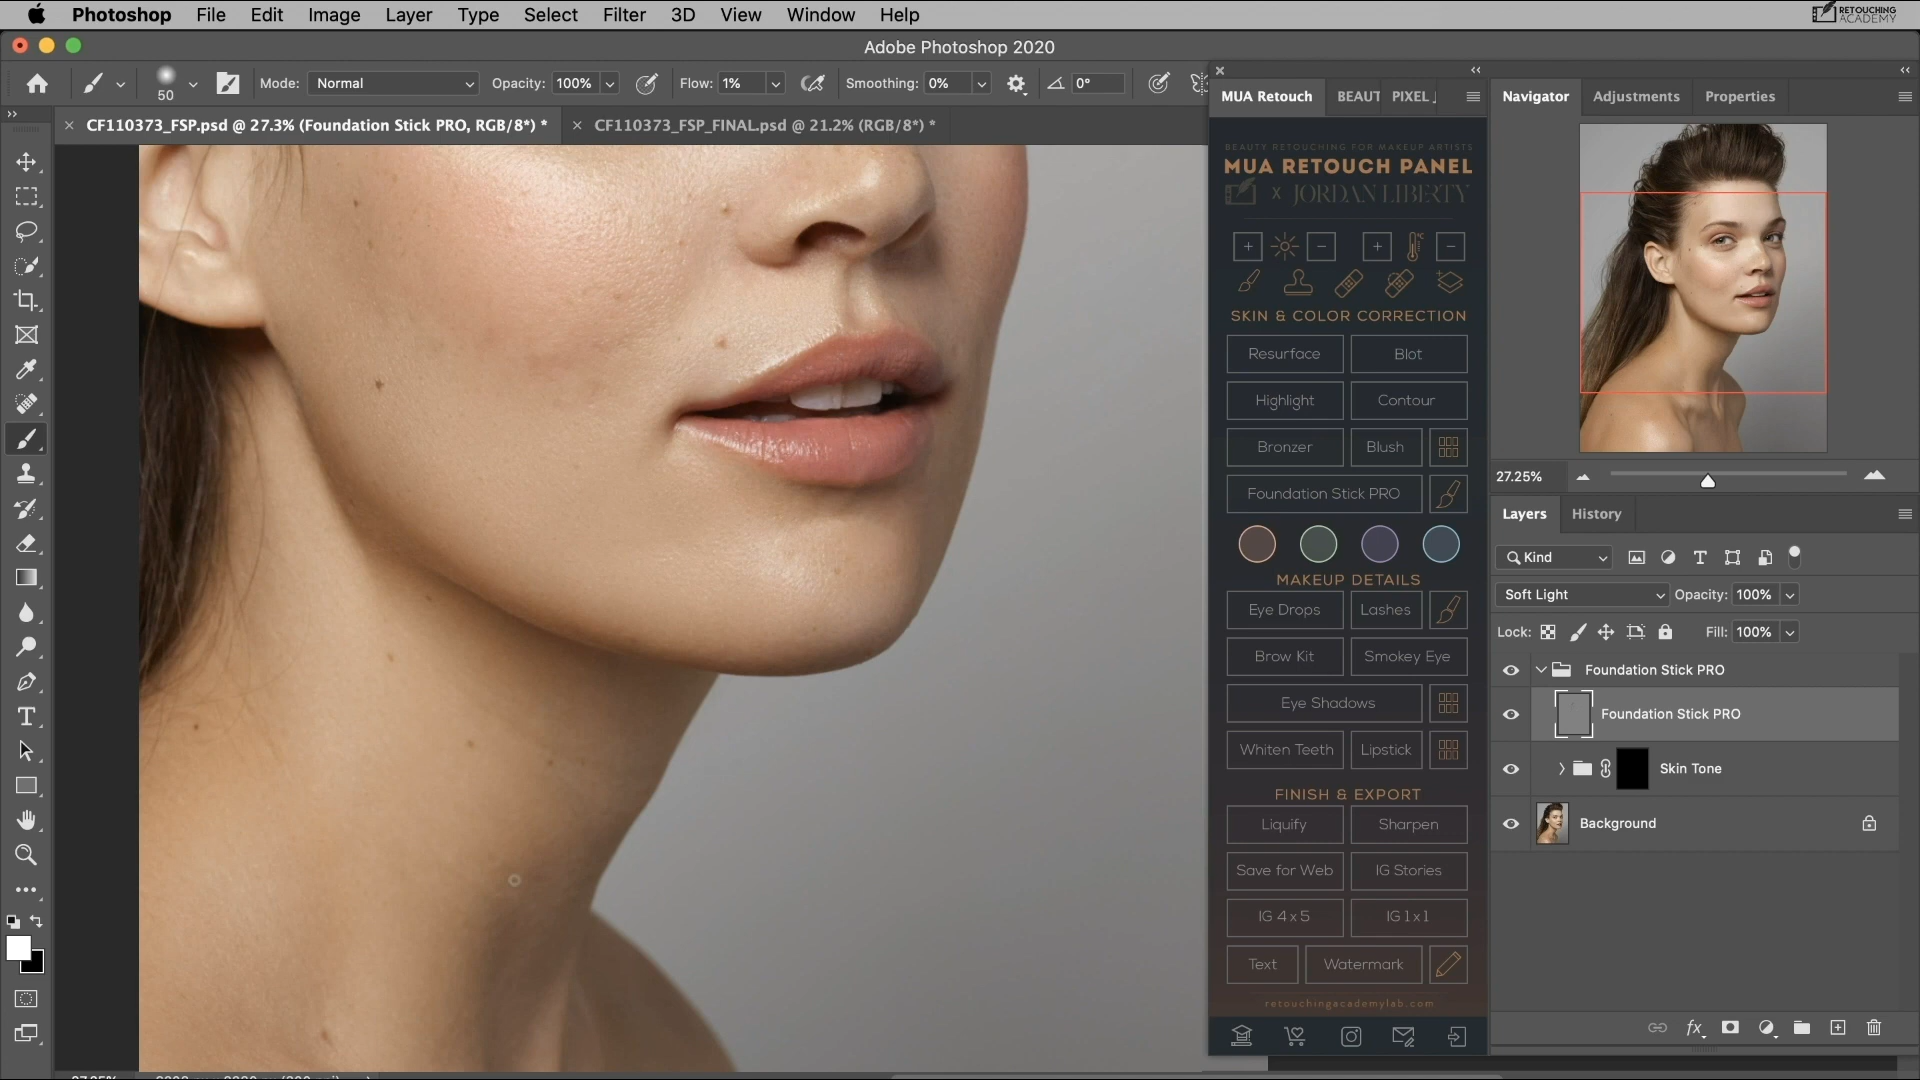 Photoshop File Edit Image Layer Type Select Filter 3D View Window Help
RETOUCHING
ACADEMY
Adobe Photoshop 2020
50 Mode: Normal Opacity: 100% Flow: 1% Smoothing: 0% 0°
CF110373_FSP.psd @ 27.3% (Foundation Stick PRO, RGB/8*) *
CF110373_FSP_FINAL.psd @ 21.2% (RGB/8*) *
MUA Retouch BEAUT PIXEL J
BEAUTY RETOUCHING FOR MAKEUP ARTISTS
MUA RETOUCH PANEL
X JORDAN LIBERTY
+ - + °C -
SKIN & COLOR CORRECTION
Resurface Blot
Highlight Contour
Bronzer Blush
Foundation Stick PRO
MAKEUP DETAILS
Eye Drops Lashes
Brow Kit Smokey Eye
Eye Shadows
Whiten Teeth Lipstick
FINISH & EXPORT
Liquify Sharpen
Save for Web IG Stories
IG 4 x 5 IG 1 x 1
Text Watermark
retouchingacademylab.com
Navigator Adjustments Properties
27.25%
Layers History
Kind
Soft Light Opacity: 100%
Lock: Fill: 100%
Foundation Stick PRO
Foundation Stick PRO
Skin Tone
Background
fx